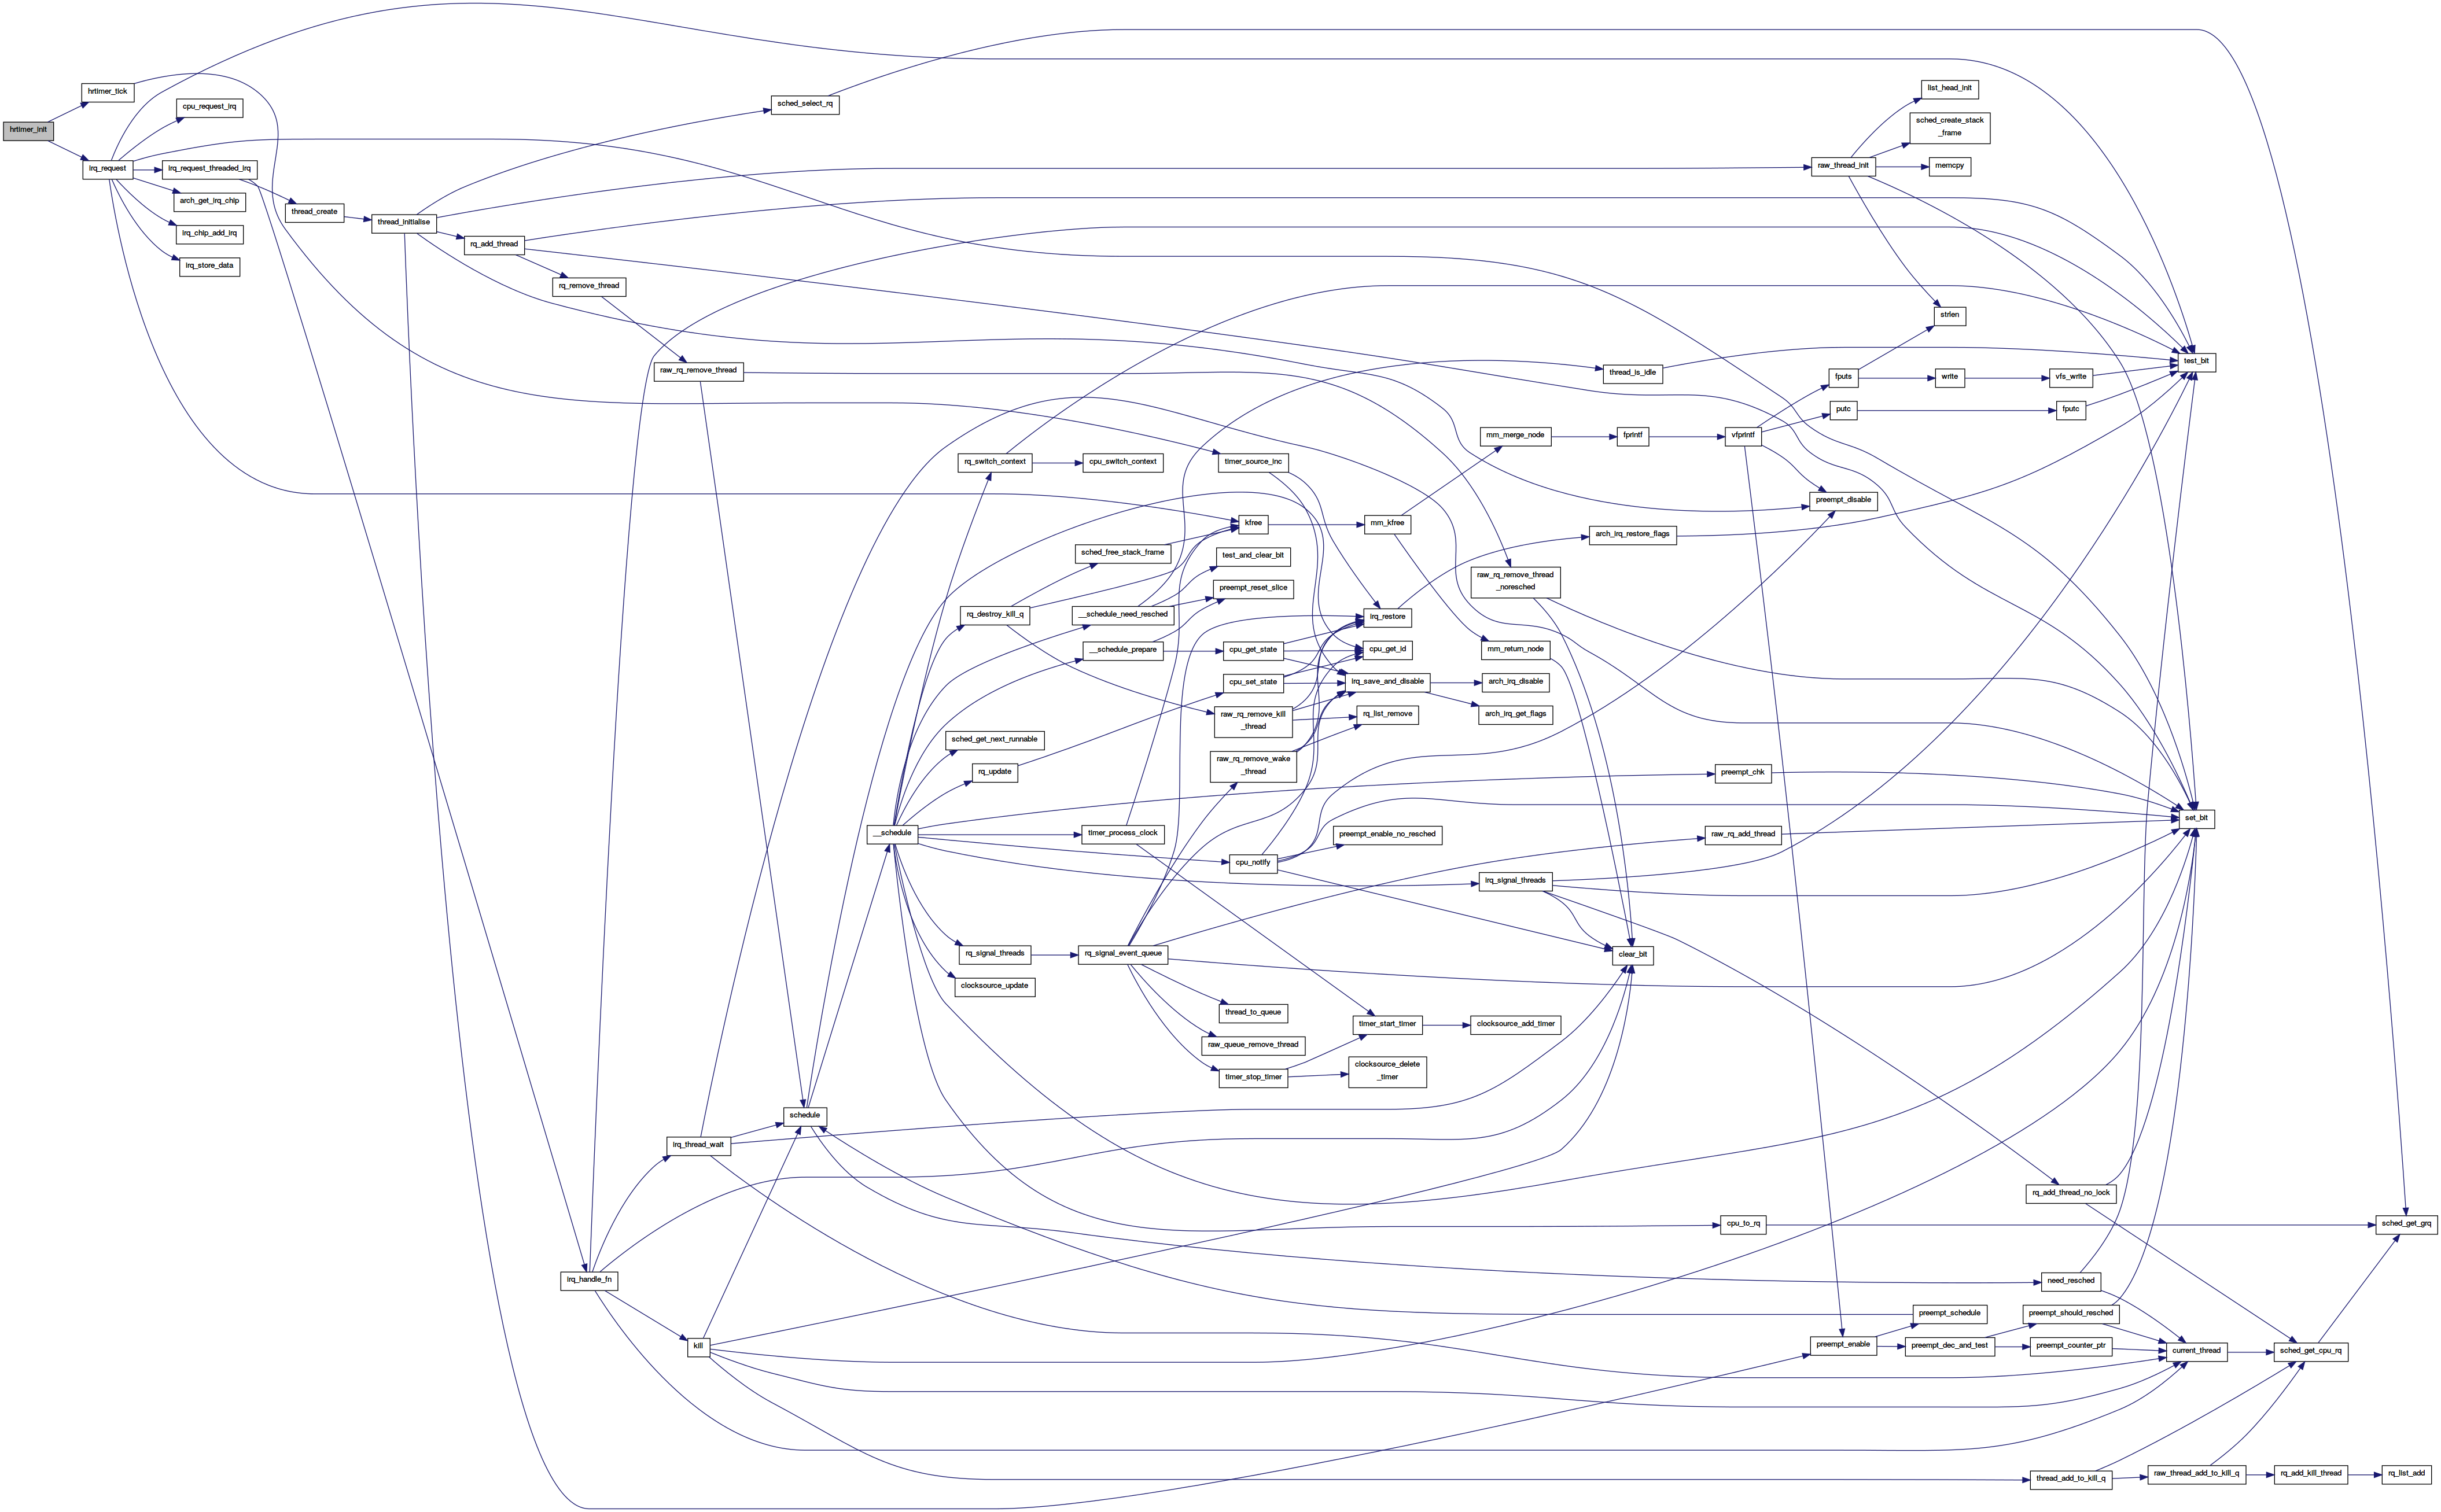 hrtimer_init
hrtimer_tick
irq_request
cpu_request_irq
irq_request_threaded_irq
arch_get_irq_chip
irq_chip_add_irq
irq_store_data
thread_create
thread_initialise
rq_add_thread
rq_remove_thread
raw_rq_remove_thread
sched_select_rq
irq_handle_fn
irq_thread_wait
kill
schedule
__schedule
rq_switch_context
cpu_switch_context
rq_destroy_kill_q
sched_free_stack_frame
__schedule_need_resched
__schedule_prepare
sched_get_next_runnable
rq_update
timer_process_clock
rq_signal_threads
clocksource_update
rq_signal_event_queue
timer_source_inc
kfree
test_and_clear_bit
preempt_reset_slice
cpu_get_state
cpu_set_state
raw_rq_remove_kill
_thread
raw_rq_remove_wake
_thread
cpu_notify
thread_to_queue
raw_queue_remove_thread
timer_stop_timer
mm_kfree
irq_restore
cpu_get_id
irq_save_and_disable
rq_list_remove
preempt_enable_no_resched
timer_start_timer
clocksource_delete
_timer
mm_merge_node
raw_rq_remove_thread
_noresched
mm_return_node
arch_irq_disable
arch_irq_get_flags
irq_signal_threads
clocksource_add_timer
thread_is_idle
fprintf
arch_irq_restore_flags
clear_bit
vfprintf
preempt_chk
raw_rq_add_thread
cpu_to_rq
raw_thread_init
fputs
putc
preempt_disable
preempt_enable
list_head_init
sched_create_stack
_frame
memcpy
strlen
write
preempt_schedule
preempt_dec_and_test
vfs_write
fputc
rq_add_thread_no_lock
need_resched
preempt_should_resched
preempt_counter_ptr
thread_add_to_kill_q
test_bit
set_bit
current_thread
raw_thread_add_to_kill_q
sched_get_cpu_rq
rq_add_kill_thread
sched_get_grq
rq_list_add